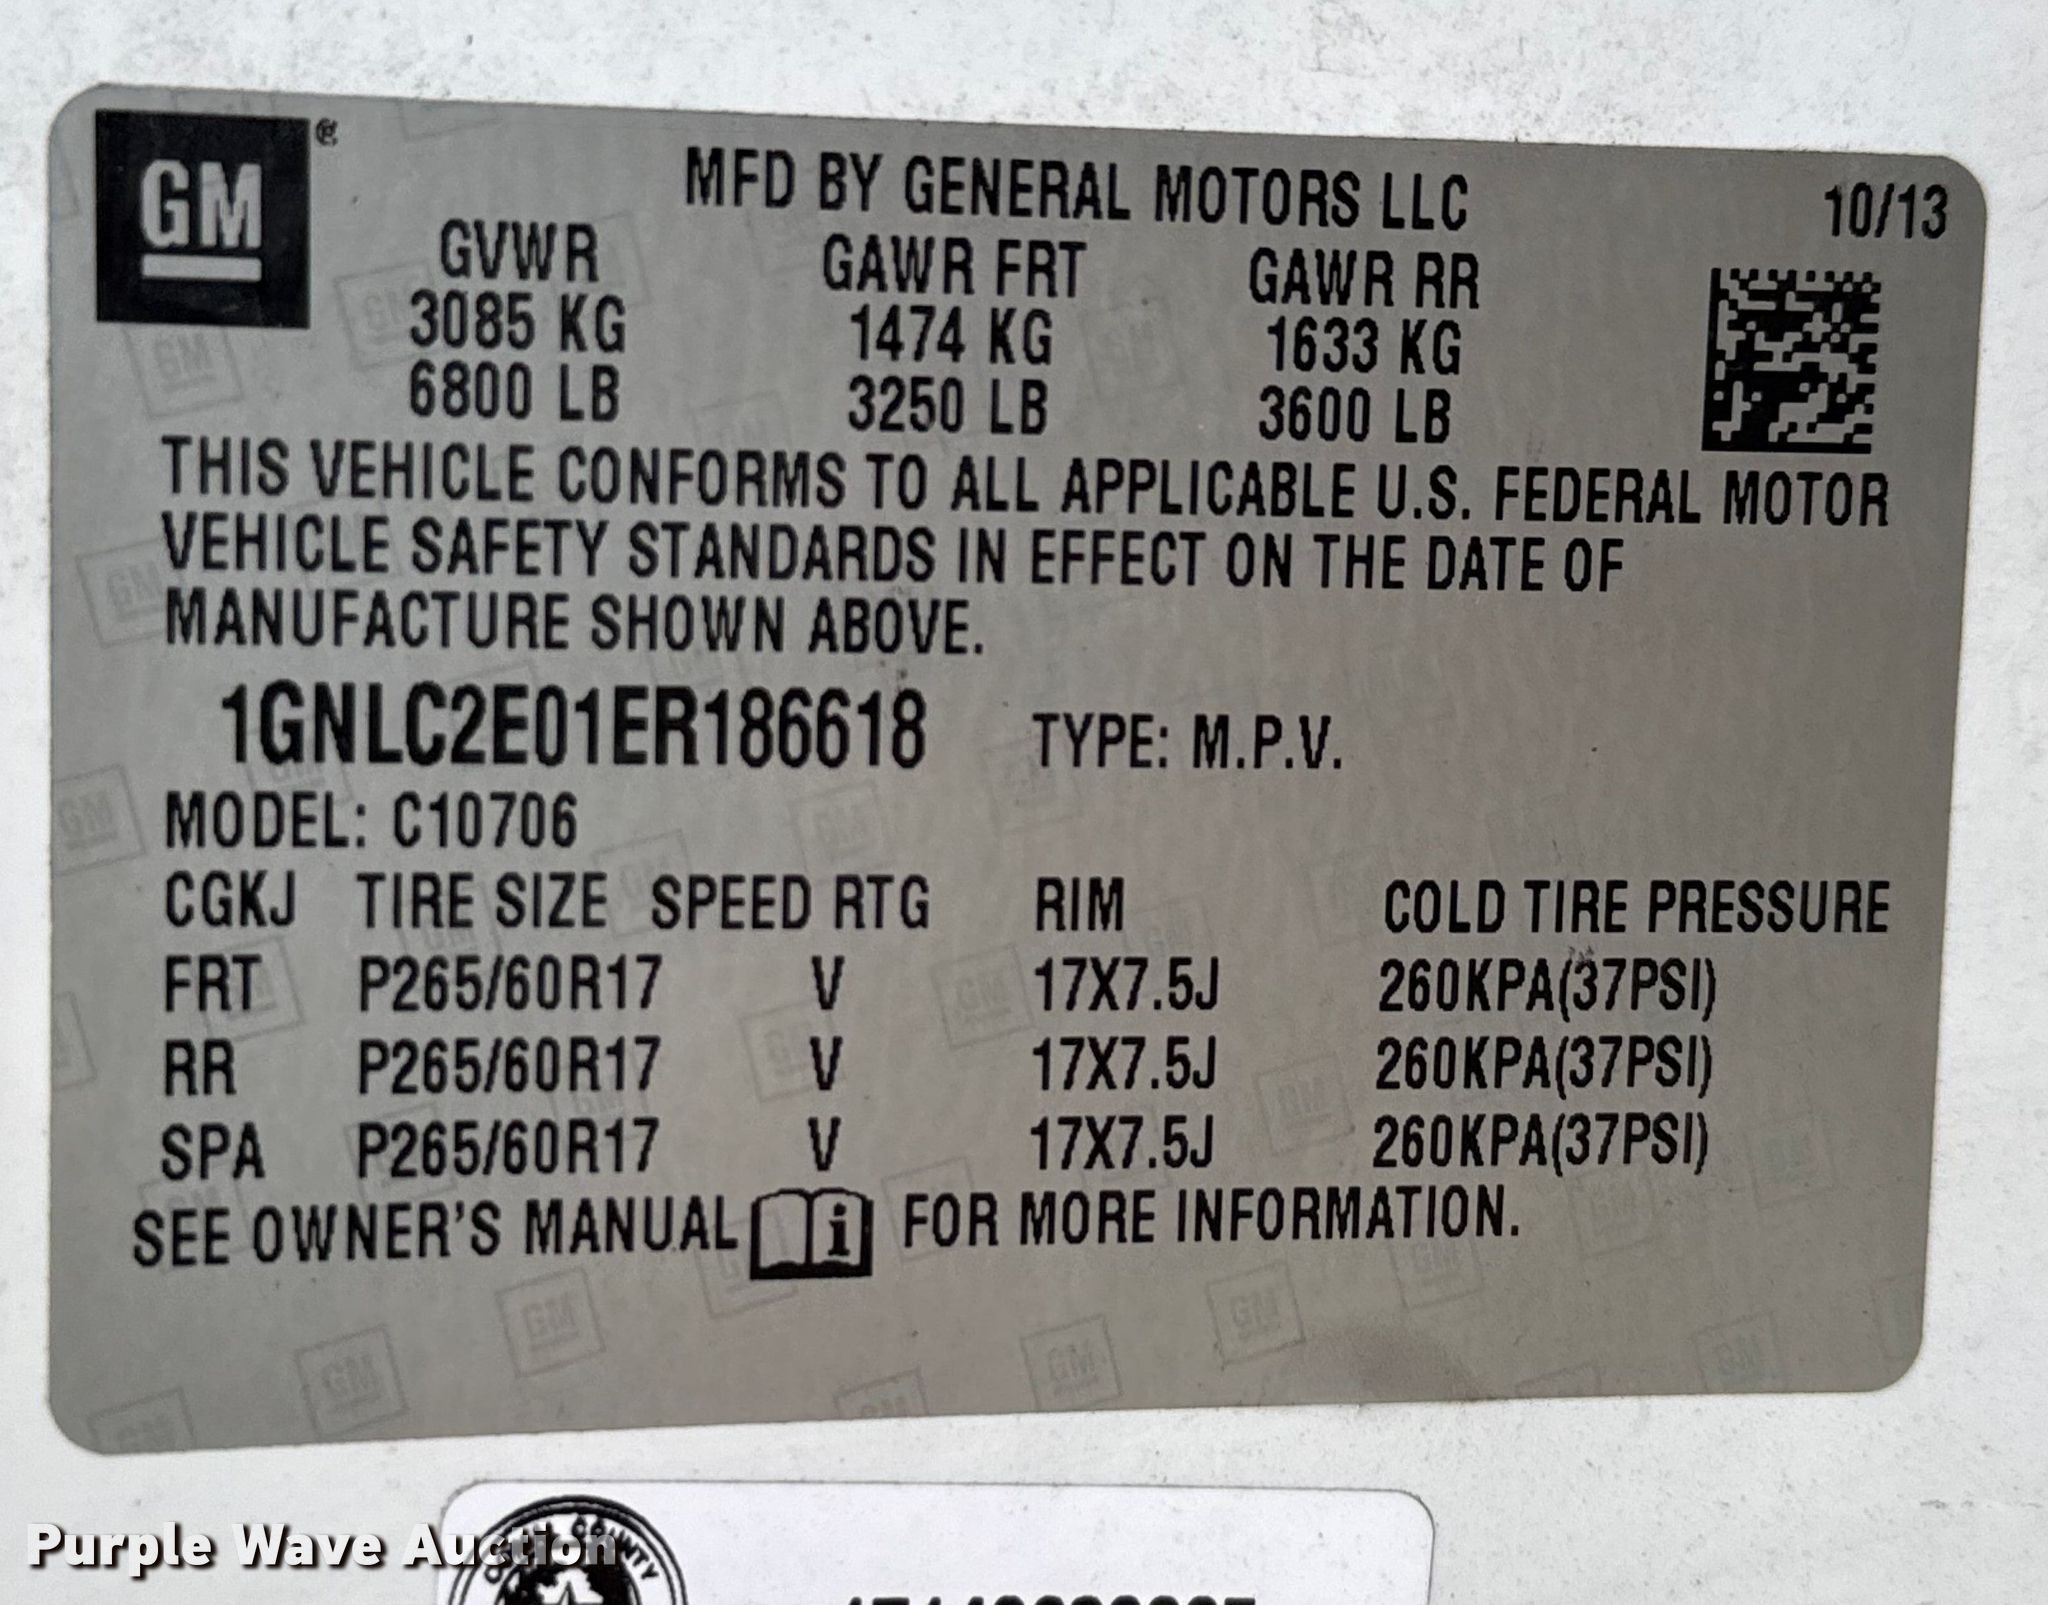 GM
MFD BY GENERAL MOTORS LLC 10/13
GVWR GAWR FRT GAWR RR
3085 KG 1474 KG 1633 KG
6800 LB 3250 LB 3600 LB
THIS VEHICLE CONFORMS TO ALL APPLICABLE U.S. FEDERAL MOTOR
VEHICLE SAFETY STANDARDS IN EFFECT ON THE DATE OF
MANUFACTURE SHOWN ABOVE.
1GNLC2E01ER186618 TYPE: M.P.V.
MODEL: C10706
CGKJ TIRE SIZE SPEED RTG RIM COLD TIRE PRESSURE
FRT P265/60R17 V 17X7.5J 260KPA(37PSI)
RR P265/60R17 V 17X7.5J 260KPA(37PSI)
SPA P265/60R17 V 17X7.5J 260KPA(37PSI)
SEE OWNER'S MANUAL i FOR MORE INFORMATION.
Purple Wave Auction
COUNTY